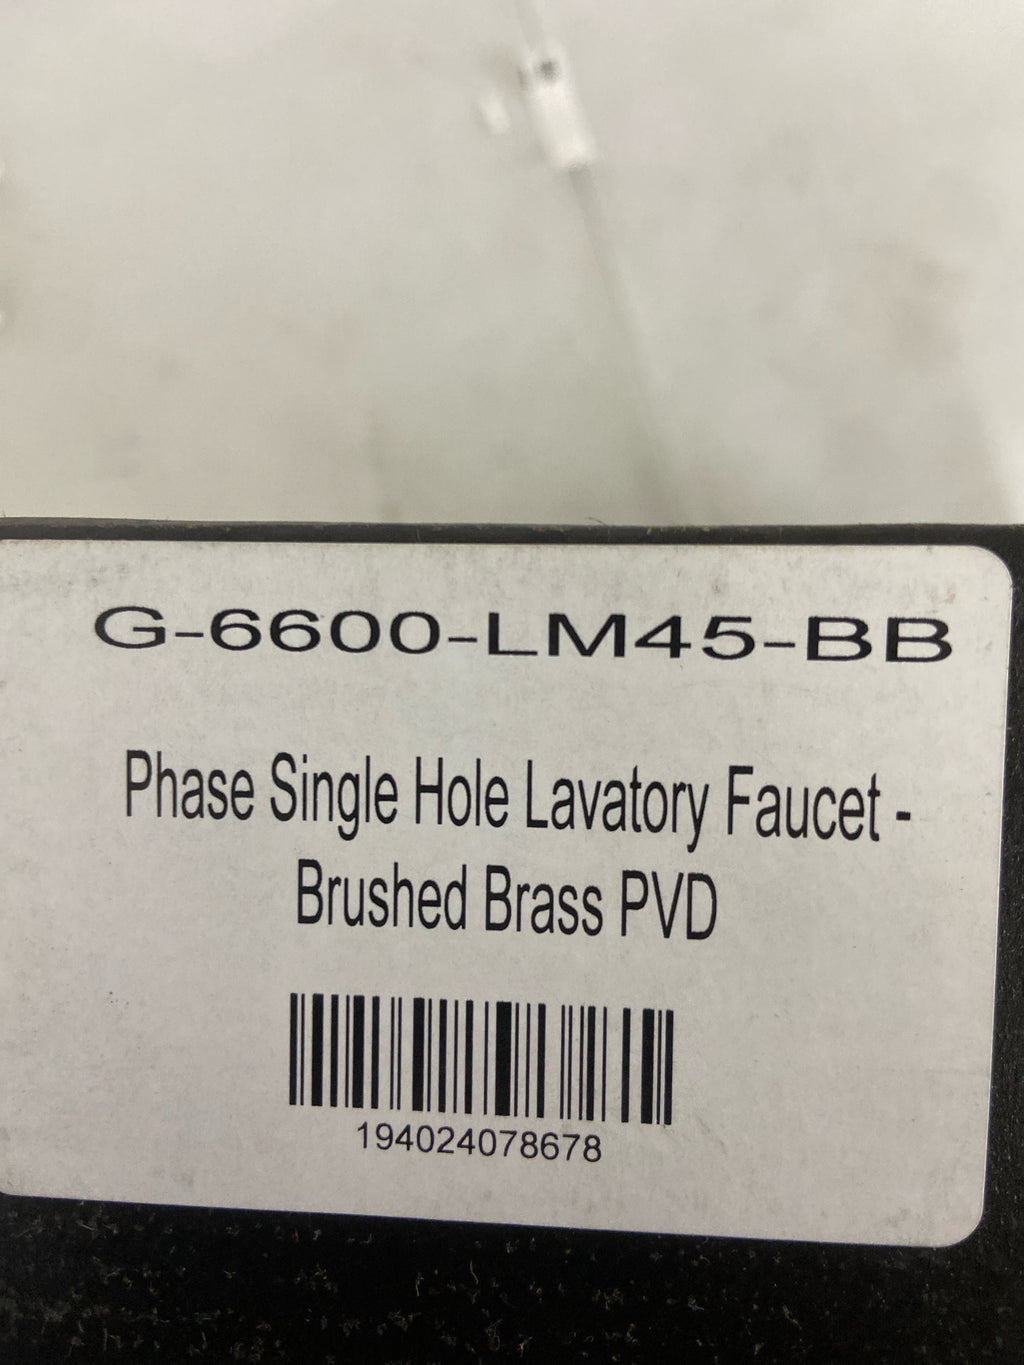 G-6600-LM45-BB
Phase Single Hole Lavatory Faucet -
Brushed Brass PVD
194024078678